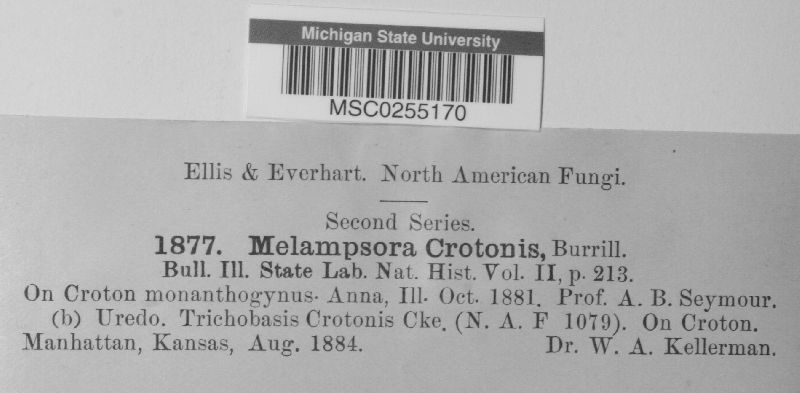 Michigan State University
MSC0255170
Ellis & Everhart. North American Fungi.
Second Series.
1877. Melampsora Crotonis, Burrill.
Bull. Ill. State Lab. Nat. Hist. Vol. II, p. 213.
On Croton monanthogynus. Anna, Ill. Oct. 1881. Prof. A. B. Seymour.
(b) Uredo. Trichobasis Crotonis Cke. (N. A. F 1079). On Croton.
Manhattan, Kansas, Aug. 1884. Dr. W. A. Kellerman.